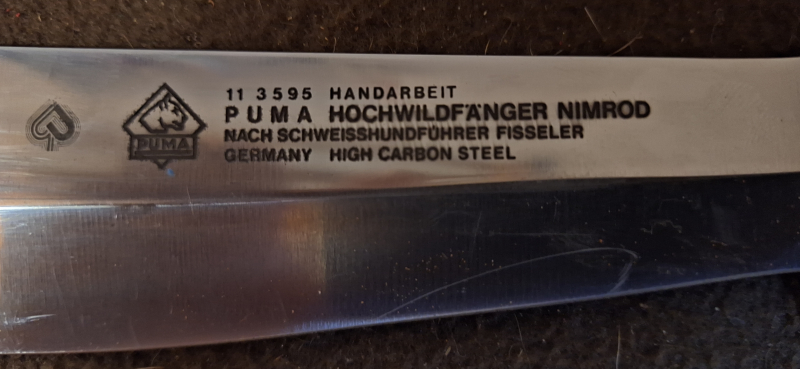 PUMA
11 3595 HANDARBEIT
PUMA HOCHWILDFÄNGER NIMROD
NACH SCHWEISSHUNDFÜHRER FISSELER
GERMANY HIGH CARBON STEEL